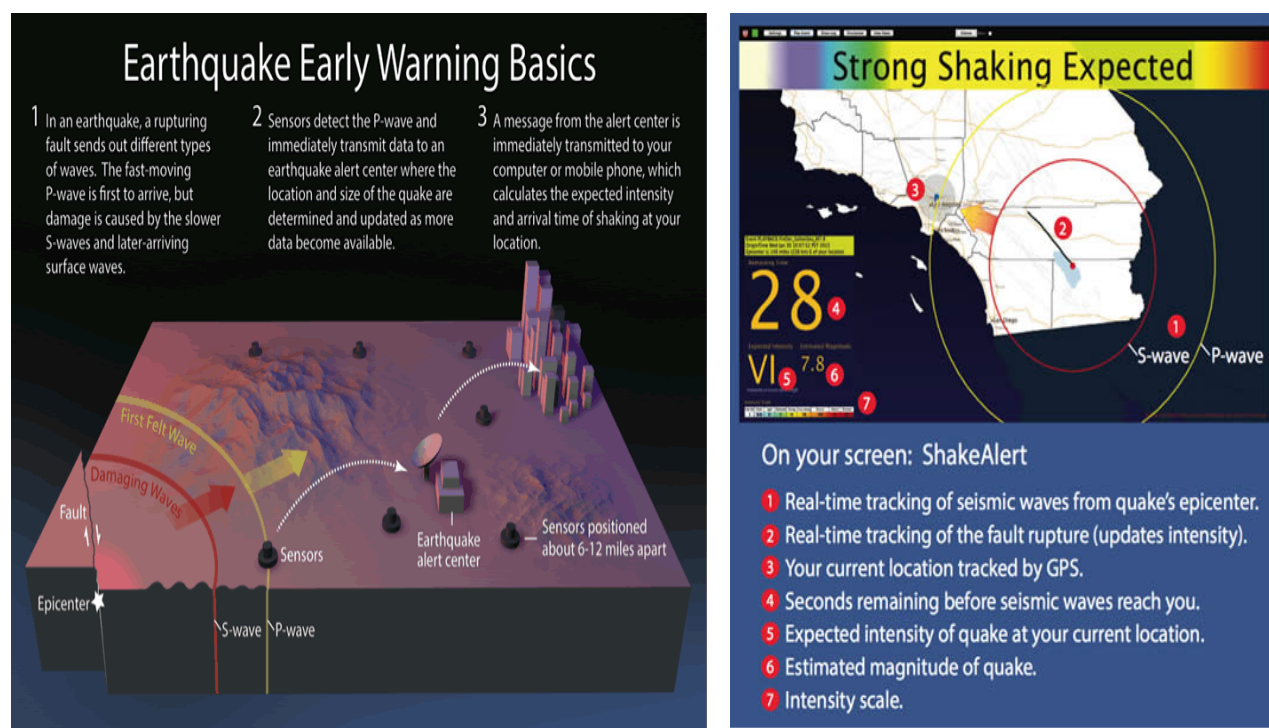 Earthquake Early Warning Basics
1 In an earthquake, a rupturing
fault sends out different types
of waves. The fast-moving
P-wave is first to arrive, but
damage is caused by the slower
S-waves and later-arriving
surface waves.
2 Sensors detect the P-wave and
immediately transmit data to an
earthquake alert center where the
location and size of the quake are
determined and updated as more
data become available.
3 A message from the alert center is
immediately transmitted to your
computer or mobile phone, which
calculates the expected intensity
and arrival time of shaking at your
location.
First Felt Wave
Damaging Waves
Fault
Sensors
Earthquake
alert center
Sensors positioned
about 6-12 miles apart
Epicenter
S-wave
P-wave
Strong Shaking Expected
3
2
28
4
1
S-wave
P-wave
Expected Intensity
Estimated Magnitude
VI
5
7.8
6
7
On your screen: ShakeAlert
1 Real-time tracking of seismic waves from quake's epicenter.
2 Real-time tracking of the fault rupture (updates intensity).
3 Your current location tracked by GPS.
4 Seconds remaining before seismic waves reach you.
5 Expected intensity of quake at your current location.
6 Estimated magnitude of quake.
7 Intensity scale.